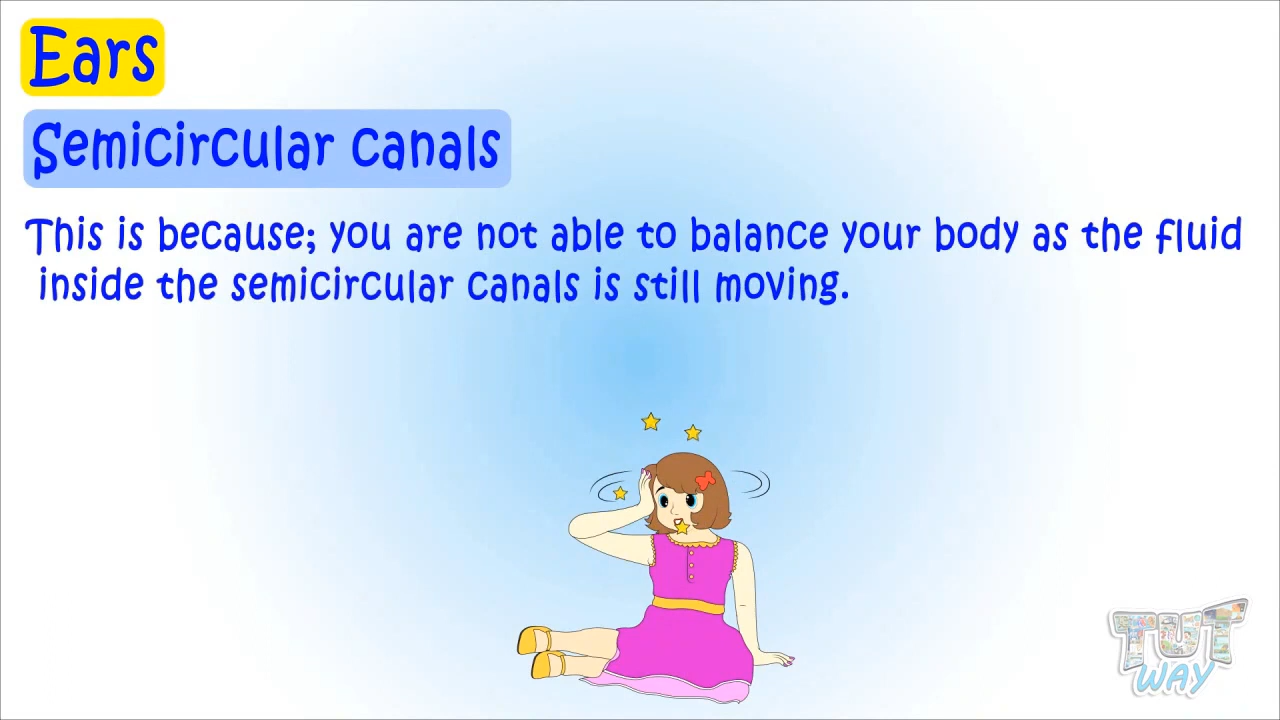 Ears
Semicircular canals
This is because; you are not able to balance your body as the fluid
inside the semicircular canals is still moving.
TUT
WAY